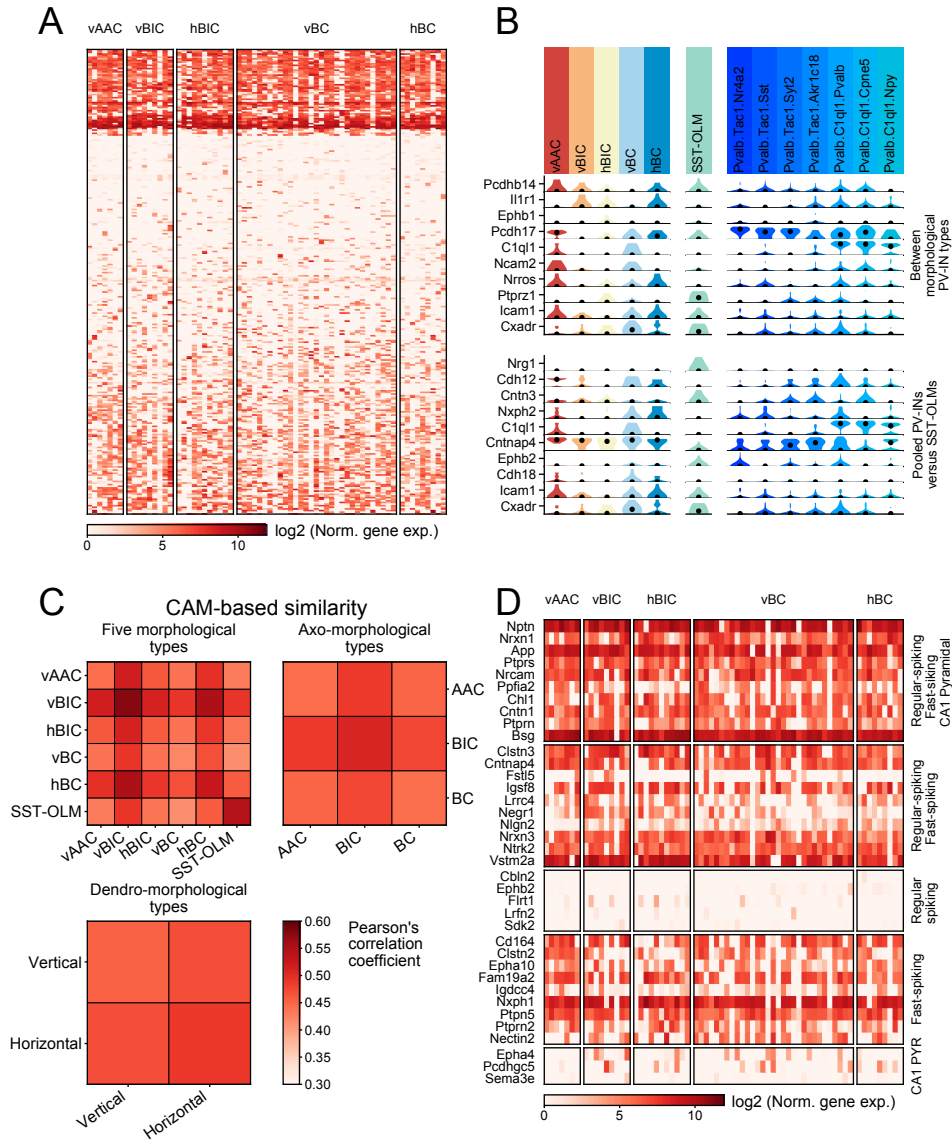 A
vAAC vBIC hBIC vBC hBC
0 5 10 log2 (Norm. gene exp.)
B
vAAC
vBIC
hBIC
vBC
hBC
SST-OLM
Pvalb.Tac1.Nr4a2
Pvalb.Tac1.Sst
Pvalb.Tac1.Syt2
Pvalb.Tac1.Akr1c18
Pvalb.C1ql1.Pvalb
Pvalb.C1ql1.Cpne5
Pvalb.C1ql1.Npy
Pcdhb14
Il1r1
Ephb1
Pcdh17
C1ql1
Ncam2
Nrros
Ptprz1
Icam1
Cxadr
Between
morphological
PV-IN types
Nrg1
Cdh12
Cntn3
Nxph2
C1ql1
Cntnap4
Ephb2
Cdh18
Icam1
Cxadr
Pooled PV-INs
versus SST-OLMs
C
CAM-based similarity
Five morphological
types
vAAC
vBIC
hBIC
vBC
hBC
SST-OLM
vAAC
vBIC
hBIC
vBC
hBC
SST-OLM
Axo-morphological
types
AAC
BIC
BC
AAC
BIC
BC
Dendro-morphological
types
Vertical
Horizontal
Vertical
Horizontal
0.60
0.55
0.50
0.45
0.40
0.35
0.30
Pearson's
correlation
coefficient
D
vAAC vBIC hBIC vBC hBC
Nptn
Nrxn1
App
Ptprs
Nrcam
Ppfia2
Chl1
Cntn1
Ptprn
Bsg
Regular-spiking
Fast-siking
CA1 Pyramidal
Clstn3
Cntnap4
Fstl5
Igsf8
Lrrc4
Negr1
Nlgn2
Nrxn3
Ntrk2
Vstm2a
Regular-spiking
Fast-spiking
Cbln2
Ephb2
Flrt1
Lrfn2
Sdk2
Regular
spiking
Cd164
Clstn2
Epha10
Fam19a2
Igdcc4
Nxph1
Ptpn5
Ptprn2
Nectin2
Fast-spiking
Epha4
Pcdhgc5
Sema3e
CA1 PYR
0 5 10 log2 (Norm. gene exp.)